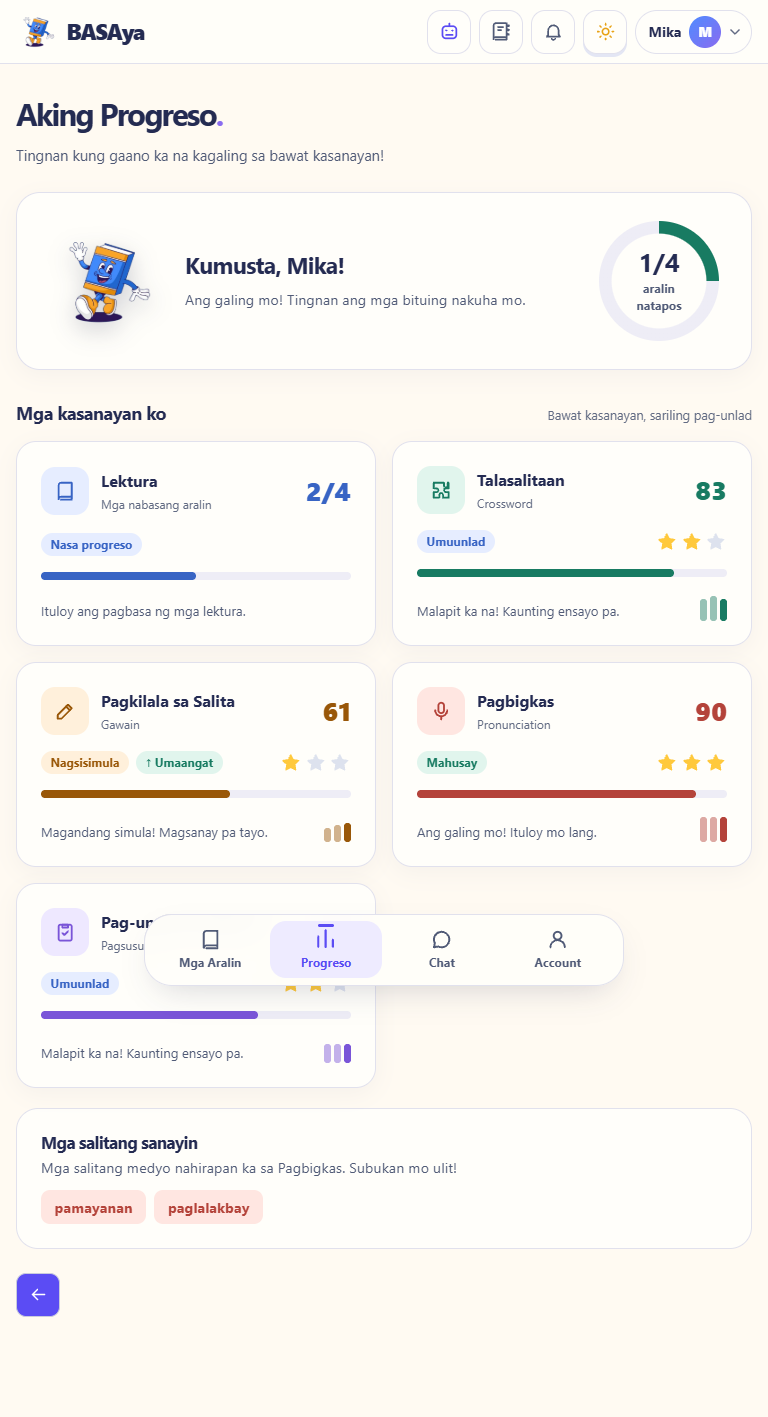 BASAya
Mika
M
Aking Progreso.
Tingnan kung gaano ka na kagaling sa bawat kasanayan!
Kumusta, Mika!
Ang galing mo! Tingnan ang mga bituing nakuha mo.
1/4
aralin
natapos
Mga kasanayan ko
Bawat kasanayan, sariling pag-unlad
Lektura
Mga nabasang aralin
2/4
Nasa progreso
Ituloy ang pagbasa ng mga lektura.
Talasalitaan
Crossword
83
Umuunlad
Malapit ka na! Kaunting ensayo pa.
Pagkilala sa Salita
Gawain
61
Nagsisimula
↑ Umaangat
Magandang simula! Magsanay pa tayo.
Pagbigkas
Pronunciation
90
Mahusay
Ang galing mo! Ituloy mo lang.
Umuunlad
Malapit ka na! Kaunting ensayo pa.
Mga Aralin
Progreso
Chat
Account
Mga salitang sanayin
Mga salitang medyo nahirapan ka sa Pagbigkas. Subukan mo ulit!
pamayanan
paglalakbay